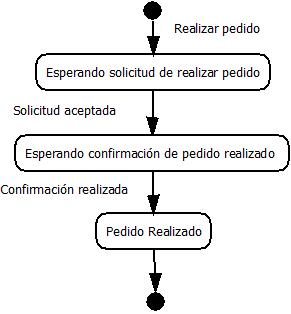 Realizar pedido
Esperando solicitud de realizar pedido
Solicitud aceptada
Esperando confirmación de pedido realizado
Confirmación realizada
Pedido Realizado